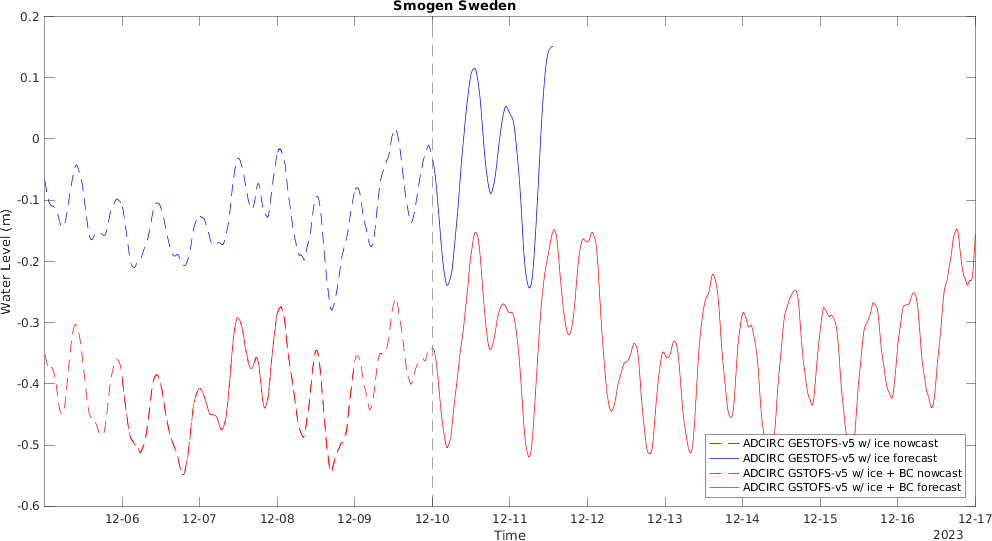 Smogen Sweden
0.2
0.1
0
-0.1
-0.2
-0.3
-0.4
-0.5
-0.6
Water Level (m)
ADCIRC GESTOFS-v5 w/ ice nowcast
ADCIRC GESTOFS-v5 w/ ice forecast
ADCIRC GSTOFS-v5 w/ ice + BC nowcast
ADCIRC GSTOFS-v5 w/ ice + BC forecast
12-06 12-07 12-08 12-09 12-10 12-11 12-12 12-13 12-14 12-15 12-16 12-17
Time
2023